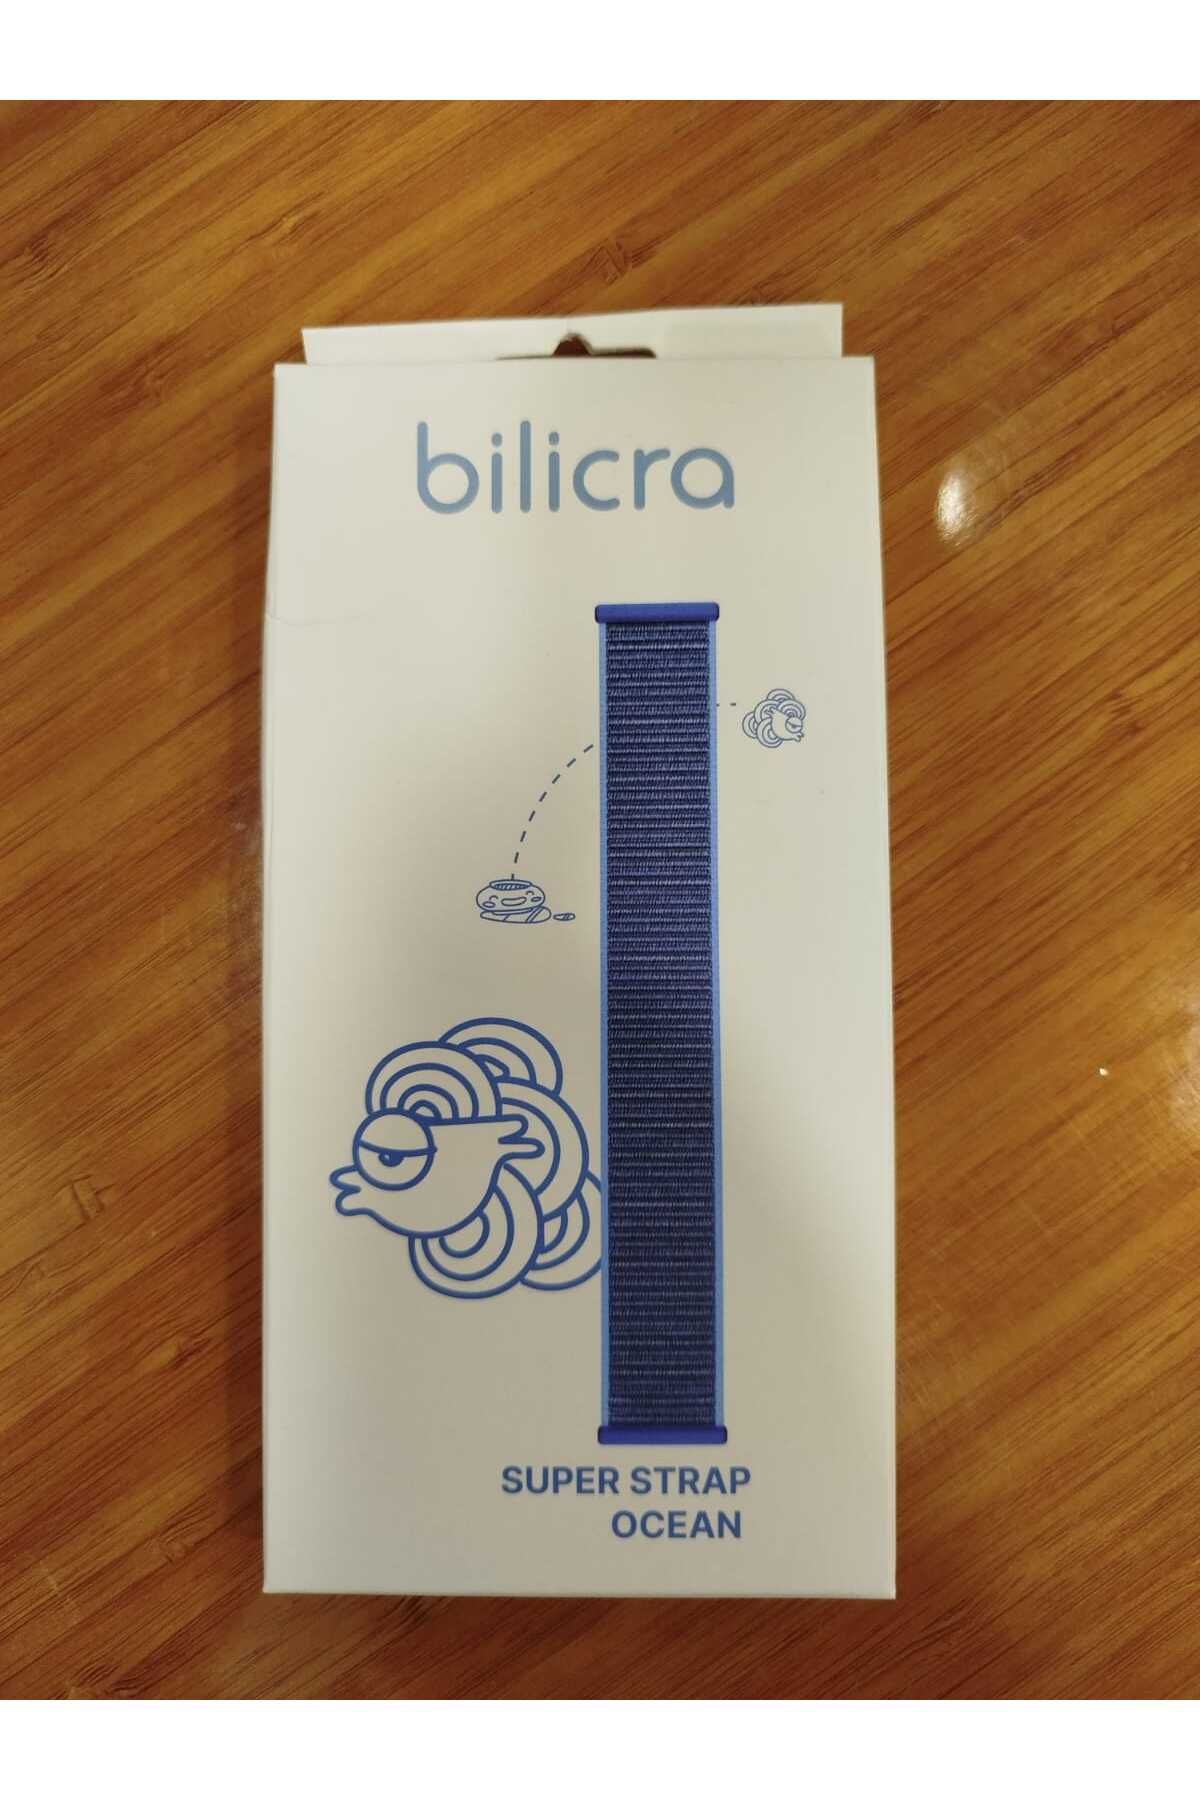 bilicra
SUPER STRAP
OCEAN